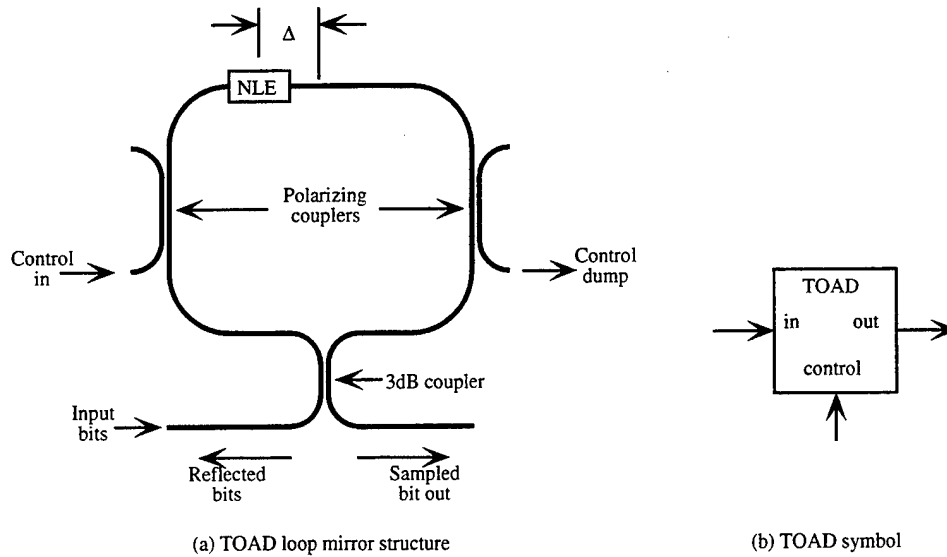 Δ
NLE
Polarizing
couplers
Control
in
Control
dump
3dB coupler
Input
bits
Reflected
bits
Sampled
bit out
(a) TOAD loop mirror structure
TOAD
in out
control
(b) TOAD symbol